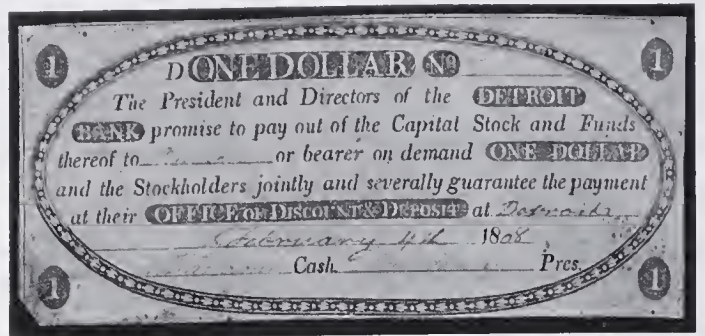 1 1
D ONE DOLLAR No
The President and Directors of the DETROIT
BANK promise to pay out of the Capital Stock and Funds
thereof to or bearer on demand ONE DOLLAR
and the Stockholders jointly and severally guarantee the payment
at their OFFICE OF DISCOUNT & DEPOSIT at Detroit
February 4th 1808
Cash. Pres.
1 1